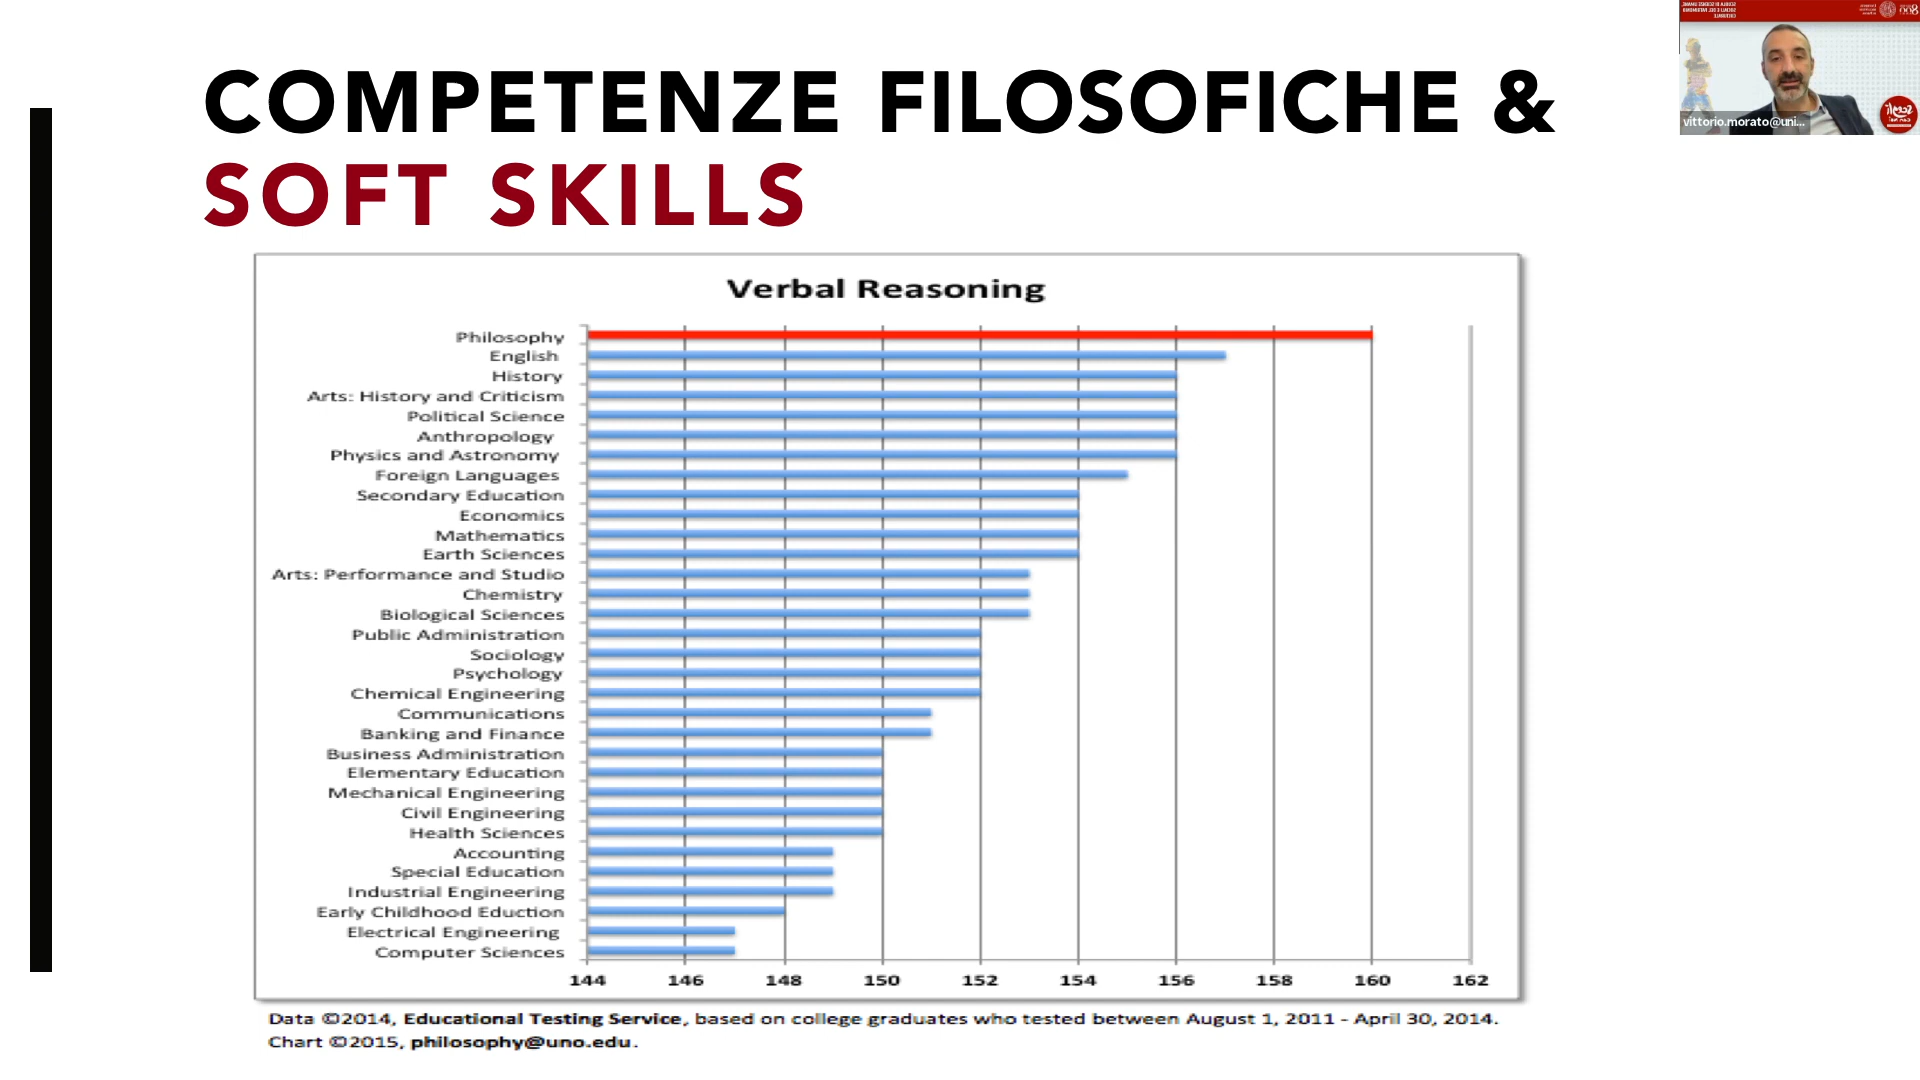 COMPETENZE FILOSOFICHE &
SOFT SKILLS
vittorio.morato@uni...
Verbal Reasoning
Philosophy
English
History
Arts: History and Criticism
Political Science
Anthropology
Physics and Astronomy
Foreign Languages
Secondary Education
Economics
Mathematics
Earth Sciences
Arts: Performance and Studio
Chemistry
Biological Sciences
Public Administration
Sociology
Psychology
Chemical Engineering
Communications
Banking and Finance
Business Administration
Elementary Education
Mechanical Engineering
Civil Engineering
Health Sciences
Accounting
Special Education
Industrial Engineering
Early Childhood Eduction
Electrical Engineering
Computer Sciences
144 146 148 150 152 154 156 158 160 162
Data ©2014, Educational Testing Service, based on college graduates who tested between August 1, 2011 - April 30, 2014.
Chart ©2015, philosophy@uno.edu.